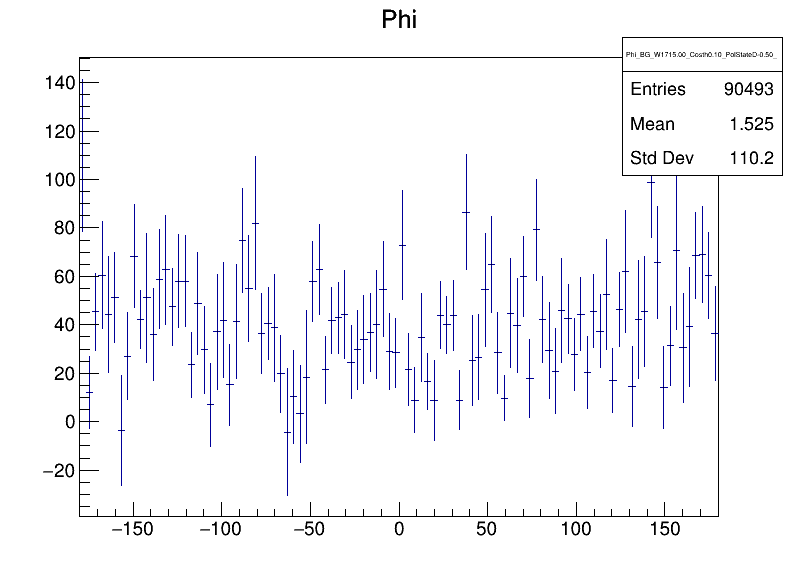 Phi
Phi_BG_W1715.00_Costh0.10_PolStateD-0.50_
Entries 90493
Mean 1.525
Std Dev 110.2
140
120
100
80
60
40
20
0
−20
−150 −100 −50 0 50 100 150